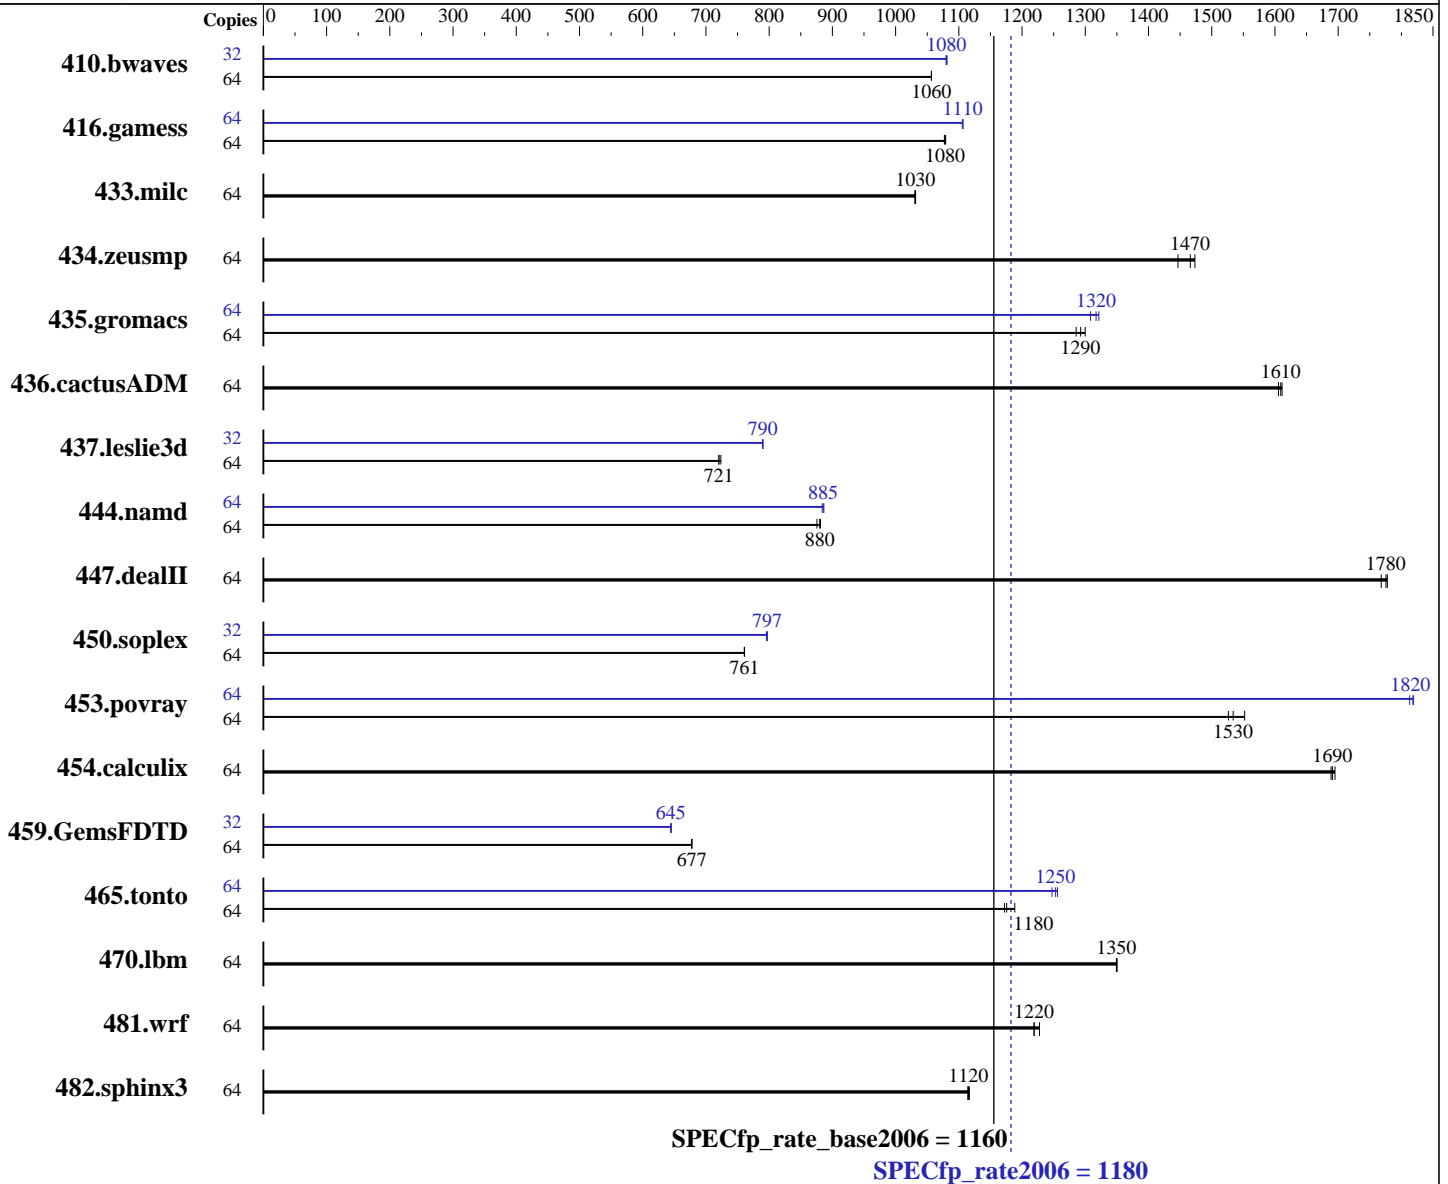 Copies 0 100 200 300 400 500 600 700 800 900 1000 1100 1200 1300 1400 1500 1600 1700 1850
410.bwaves 32 1080
64 1060
416.gamess 64 1110
64 1080
433.milc 64 1030
434.zeusmp 64 1470
435.gromacs 64 1320
64 1290
436.cactusADM 64 1610
437.leslie3d 32 790
64 721
444.namd 64 885
64 880
447.dealII 64 1780
450.soplex 32 797
64 761
453.povray 64 1820
64 1530
454.calculix 64 1690
459.GemsFDTD 32 645
64 677
465.tonto 64 1250
64 1180
470.lbm 64 1350
481.wrf 64 1220
482.sphinx3 64 1120
SPECfp_rate_base2006 = 1160
SPECfp_rate2006 = 1180